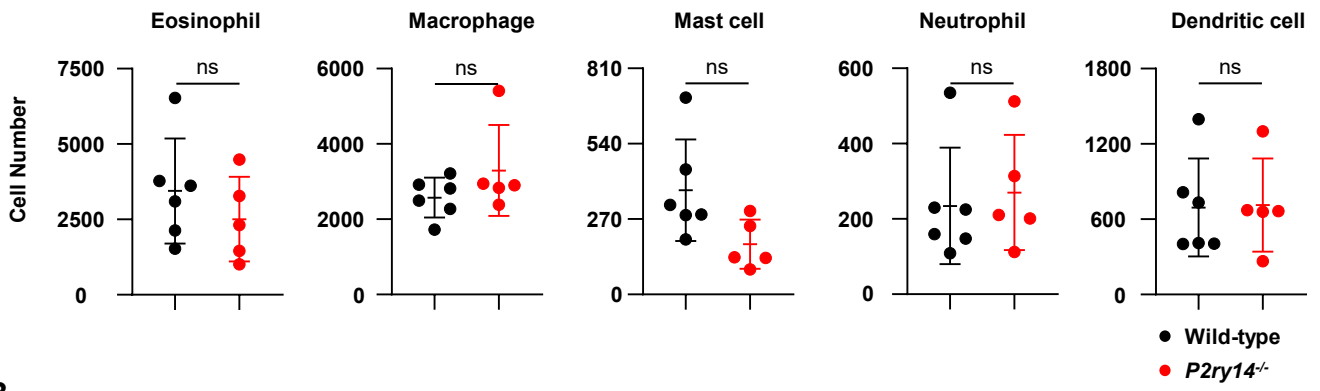 Eosinophil Macrophage Mast cell Neutrophil Dendritic cell
Cell Number
7500
5000
2500
0
ns
6000
4000
2000
0
ns
810
540
270
0
ns
600
400
200
0
ns
1800
1200
600
0
ns
Wild-type
P2ry14-/-